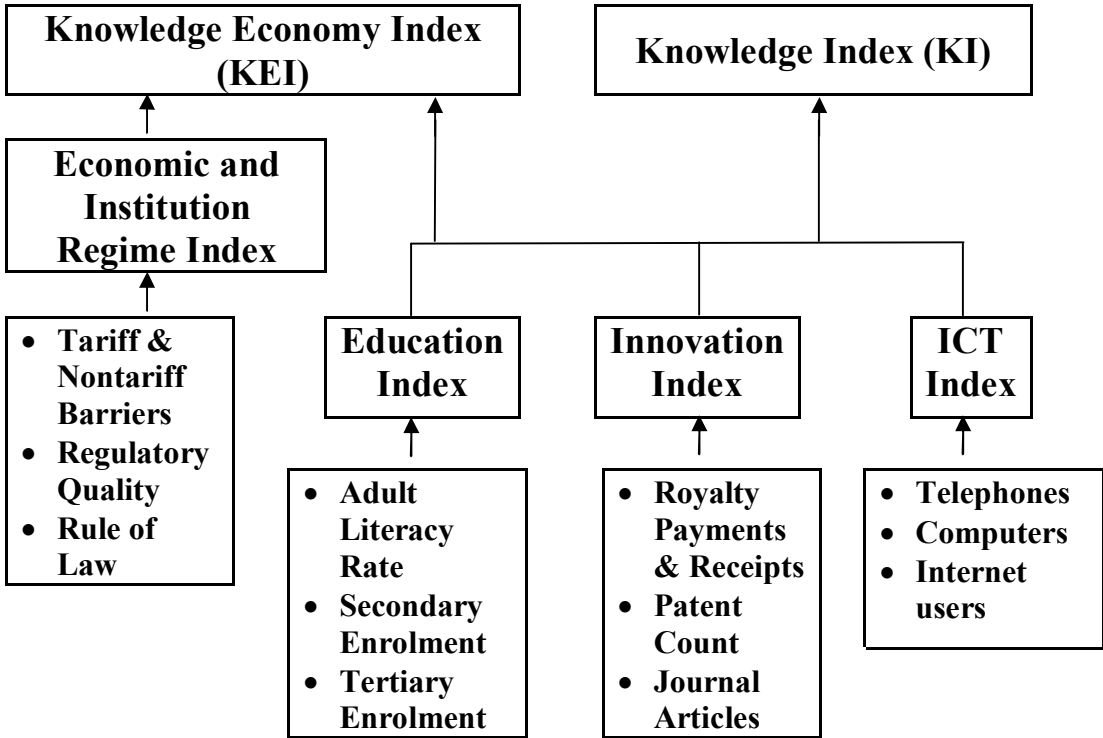 Knowledge Economy Index
(KEI)
Knowledge Index (KI)
Economic and
Institution
Regime Index
• Tariff &
Nontariff
Barriers
• Regulatory
Quality
• Rule of
Law
Education
Index
Innovation
Index
ICT
Index
• Adult
Literacy
Rate
• Secondary
Enrolment
• Tertiary
Enrolment
• Royalty
Payments
& Receipts
• Patent
Count
• Journal
Articles
• Telephones
• Computers
• Internet
users